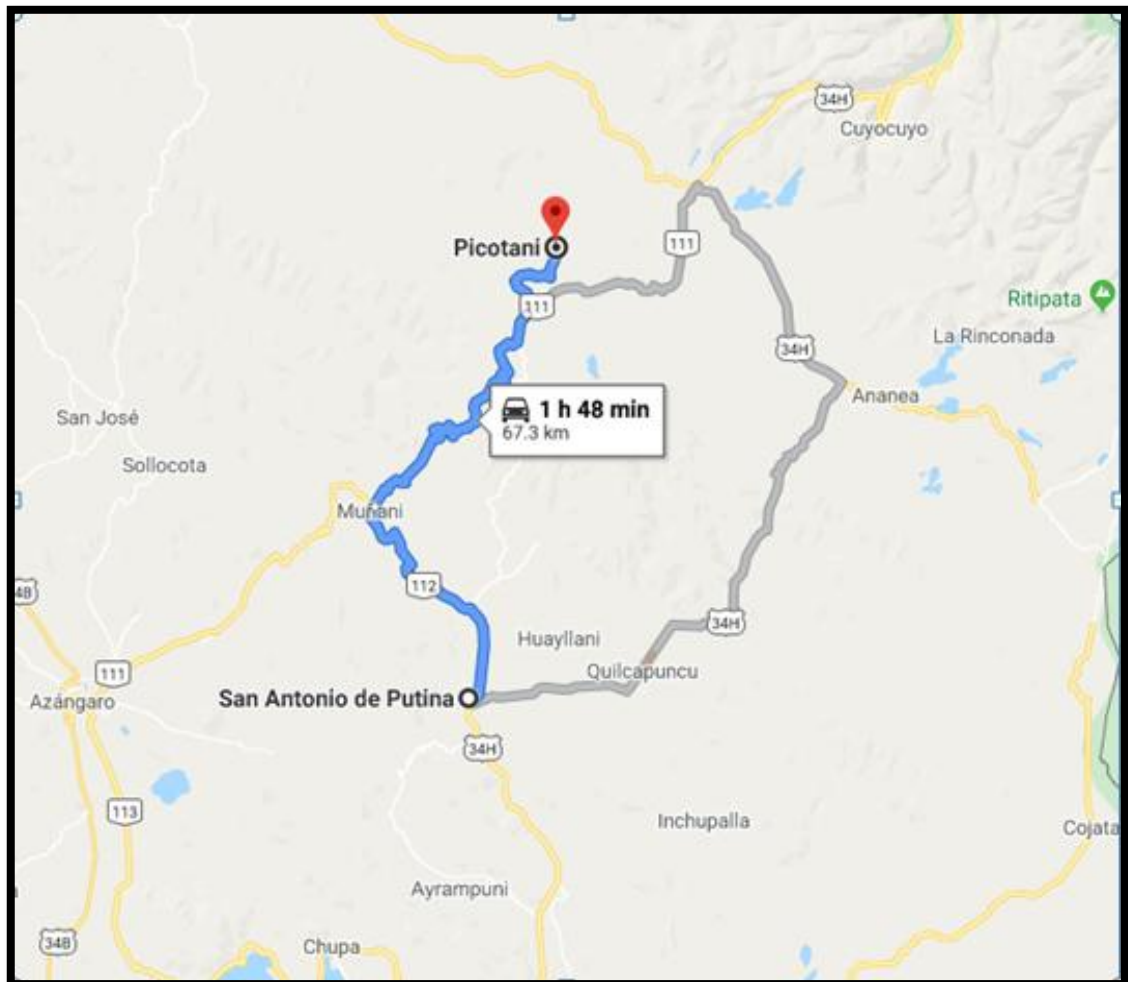 34H
Cuyocuyo
Picotani
111
111
Ritipata
La Rinconada
34H
Ananea
1 h 48 min
67.3 km
San José
Sollocota
Muñani
112
34B
34H
Huayllani
Quilcapuncu
111
Azángaro
San Antonio de Putina
34H
113
Inchupalla
Cojata
Ayrampuni
34B
Chupa